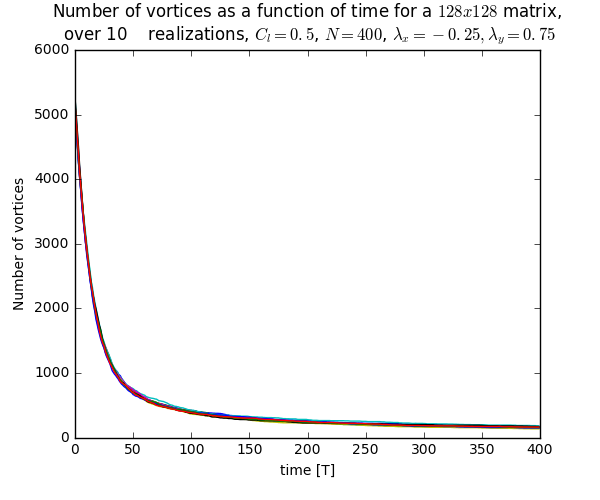 Number of vortices as a function of time for a 128x128 matrix,
over 10 realizations, C_l = 0.5, N = 400, λ_x = −0.25, λ_y = 0.75
6000
5000
4000
3000
2000
1000
0
Number of vortices
0 50 100 150 200 250 300 350 400
time [T]